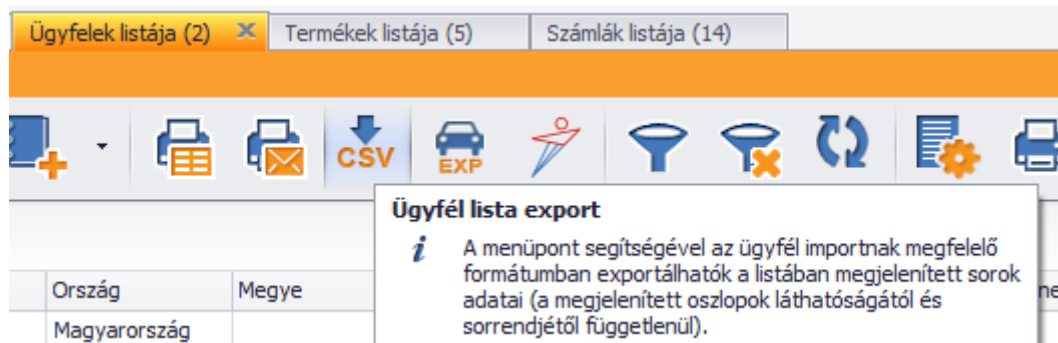 Ügyfelek listája (2)
Termékek listája (5)
Számlák listája (14)
CSV
EXP
Ügyfél lista export
i
A menüpont segítségével az ügyfél importnak megfelelő
formátumban exportálhatók a listában megjelenített sorok
adatai (a megjelenített oszlopok láthatóságától és
sorrendjétől függetlenül).
Ország
Megye
Magyarország